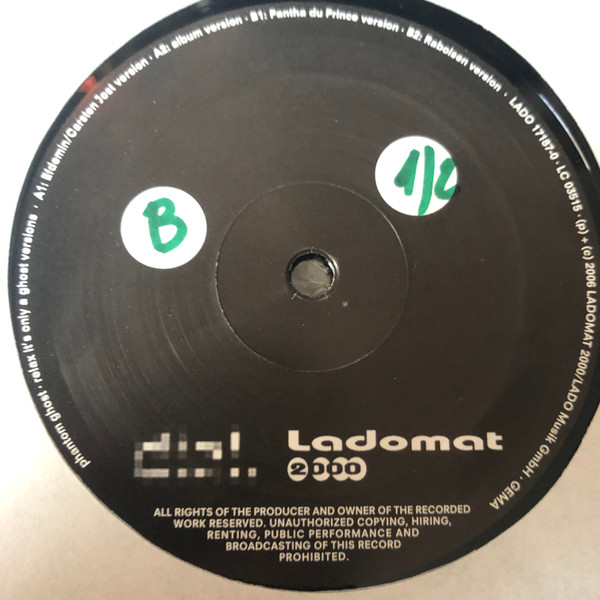 phantom ghost · relax it's only a ghost versions · A1: Efdemin/Carsten Jost version · A2: album version · B1: Pantha du Prince version · B2: Rabolsen version · LADO 17187-0 · LC 03515 · (p) + (c) 2006 LADOMAT 2000/LADO Musik GmbH · GEMA
B
1/2
dial.
Ladomat
2000
ALL RIGHTS OF THE PRODUCER AND OWNER OF THE RECORDED
WORK RESERVED. UNAUTHORIZED COPYING, HIRING,
RENTING, PUBLIC PERFORMANCE AND
BROADCASTING OF THIS RECORD
PROHIBITED.